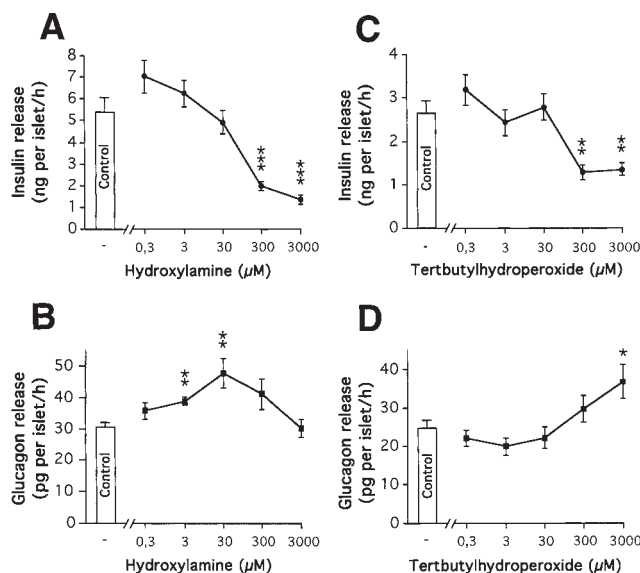 A
Insulin release
(ng per islet/h)
8
7
6
5
4
3
2
1
0
Control
***
***
- 0,3 3 30 300 3000
Hydroxylamine (µM)
C
Insulin release
(ng per islet/h)
4
3
2
1
0
Control
**
**
- 0,3 3 30 300 3000
Tertbutylhydroperoxide (µM)
B
Glucagon release
(pg per islet/h)
50
40
30
20
10
0
Control
**
**
- 0,3 3 30 300 3000
Hydroxylamine (µM)
D
Glucagon release
(pg per islet/h)
40
30
20
10
0
Control
*
- 0,3 3 30 300 3000
Tertbutylhydroperoxide (µM)